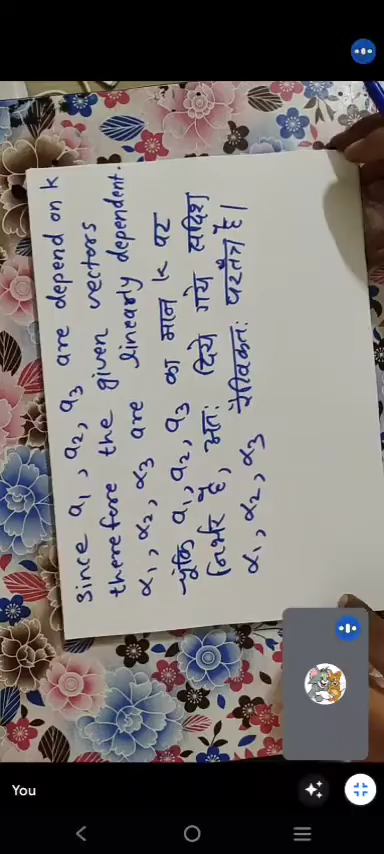 Since a1, a2, a3 are depend on k
therefore the given vectors
α1, α2, α3 are linearly dependent.
चूंकि a1, a2, a3 का मान k पर
निर्भर है, अतः दिये गये सदिश
α1, α2, α3 रैखिकतः परतंत्र है।
You